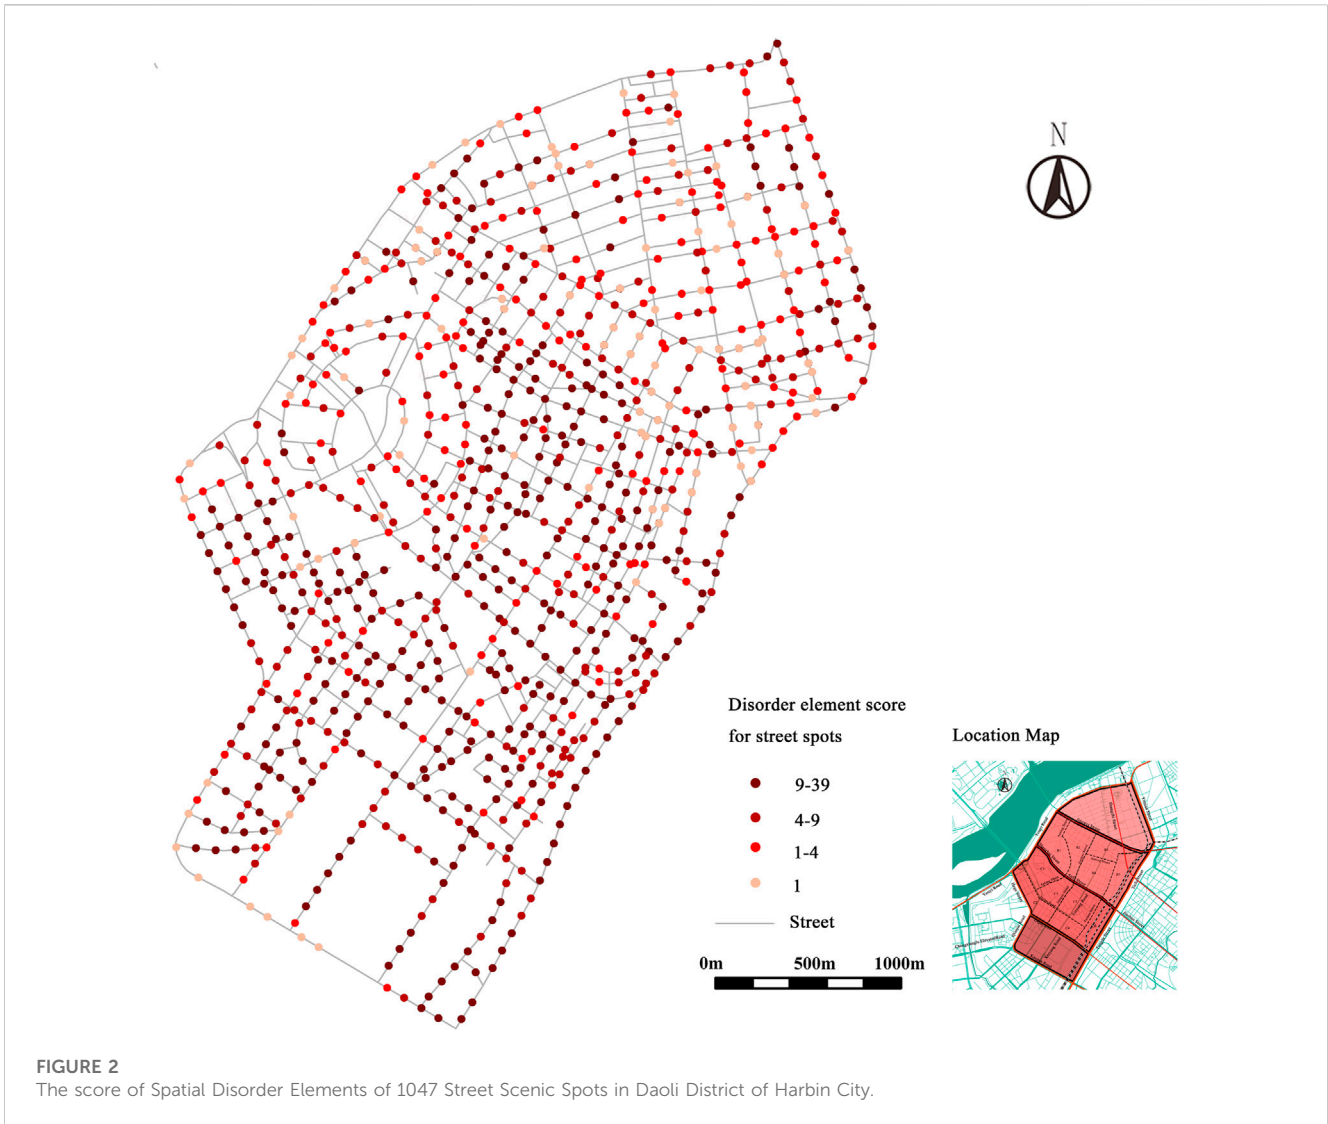 N
Disorder element score
for street spots
9-39
4-9
1-4
1
Street
0m 500m 1000m
Location Map
FIGURE 2
The score of Spatial Disorder Elements of 1047 Street Scenic Spots in Daoli District of Harbin City.